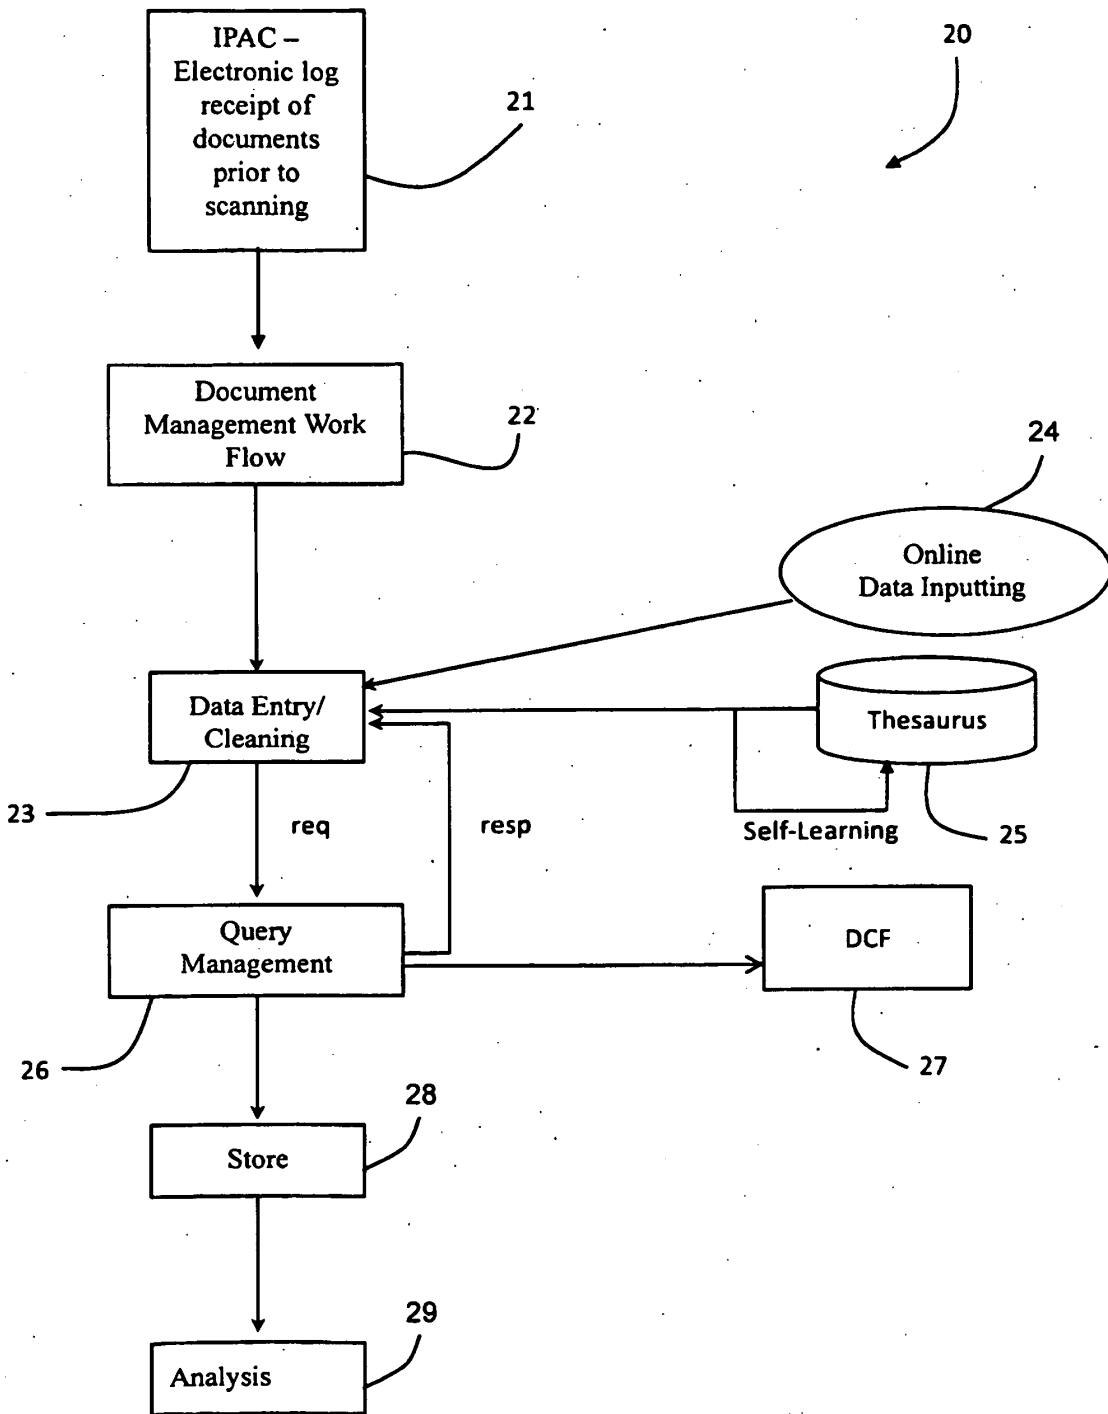 IPAC –
Electronic log
receipt of
documents
prior to
scanning
20
21
Document
Management Work
Flow
22
24
Online
Data Inputting
Data Entry/
Cleaning
Thesaurus
23
req
resp
Self-Learning
25
Query
Management
DCF
26
27
28
Store
29
Analysis